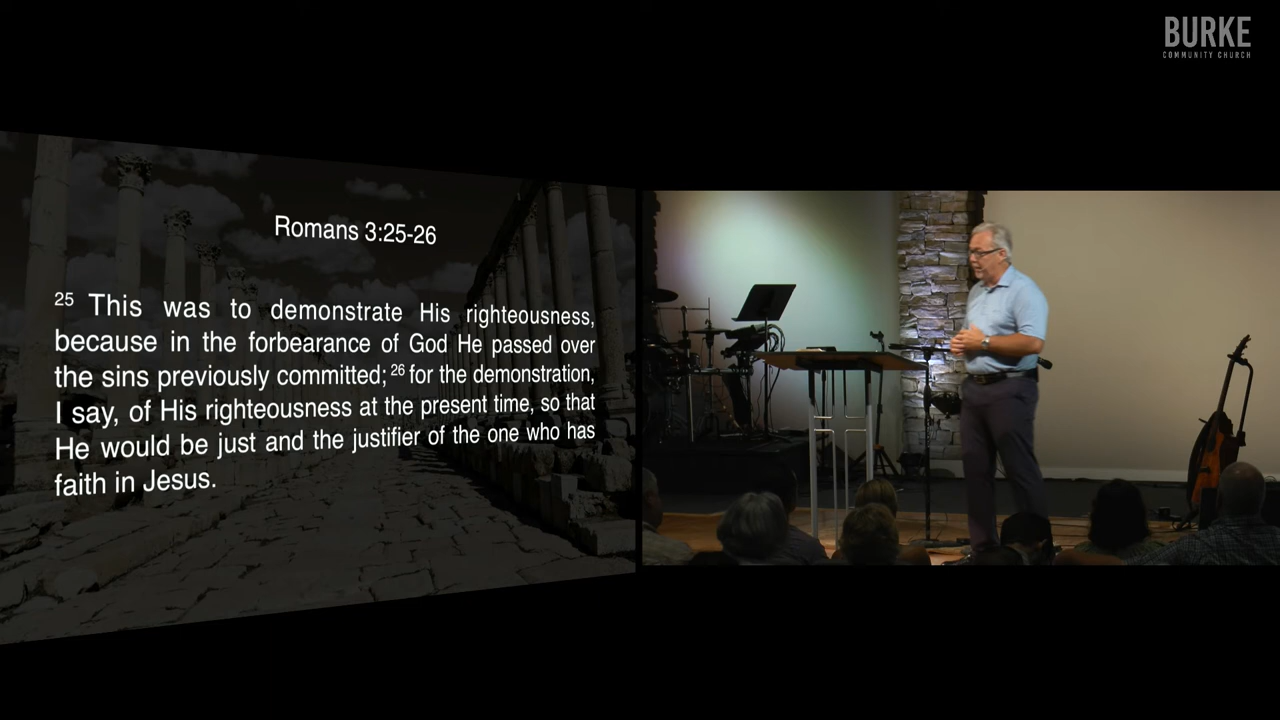 BURKE
COMMUNITY CHURCH
Romans 3:25-26
25 This was to demonstrate His righteousness,
because in the forbearance of God He passed over
the sins previously committed; 26 for the demonstration,
I say, of His righteousness at the present time, so that
He would be just and the justifier of the one who has
faith in Jesus.